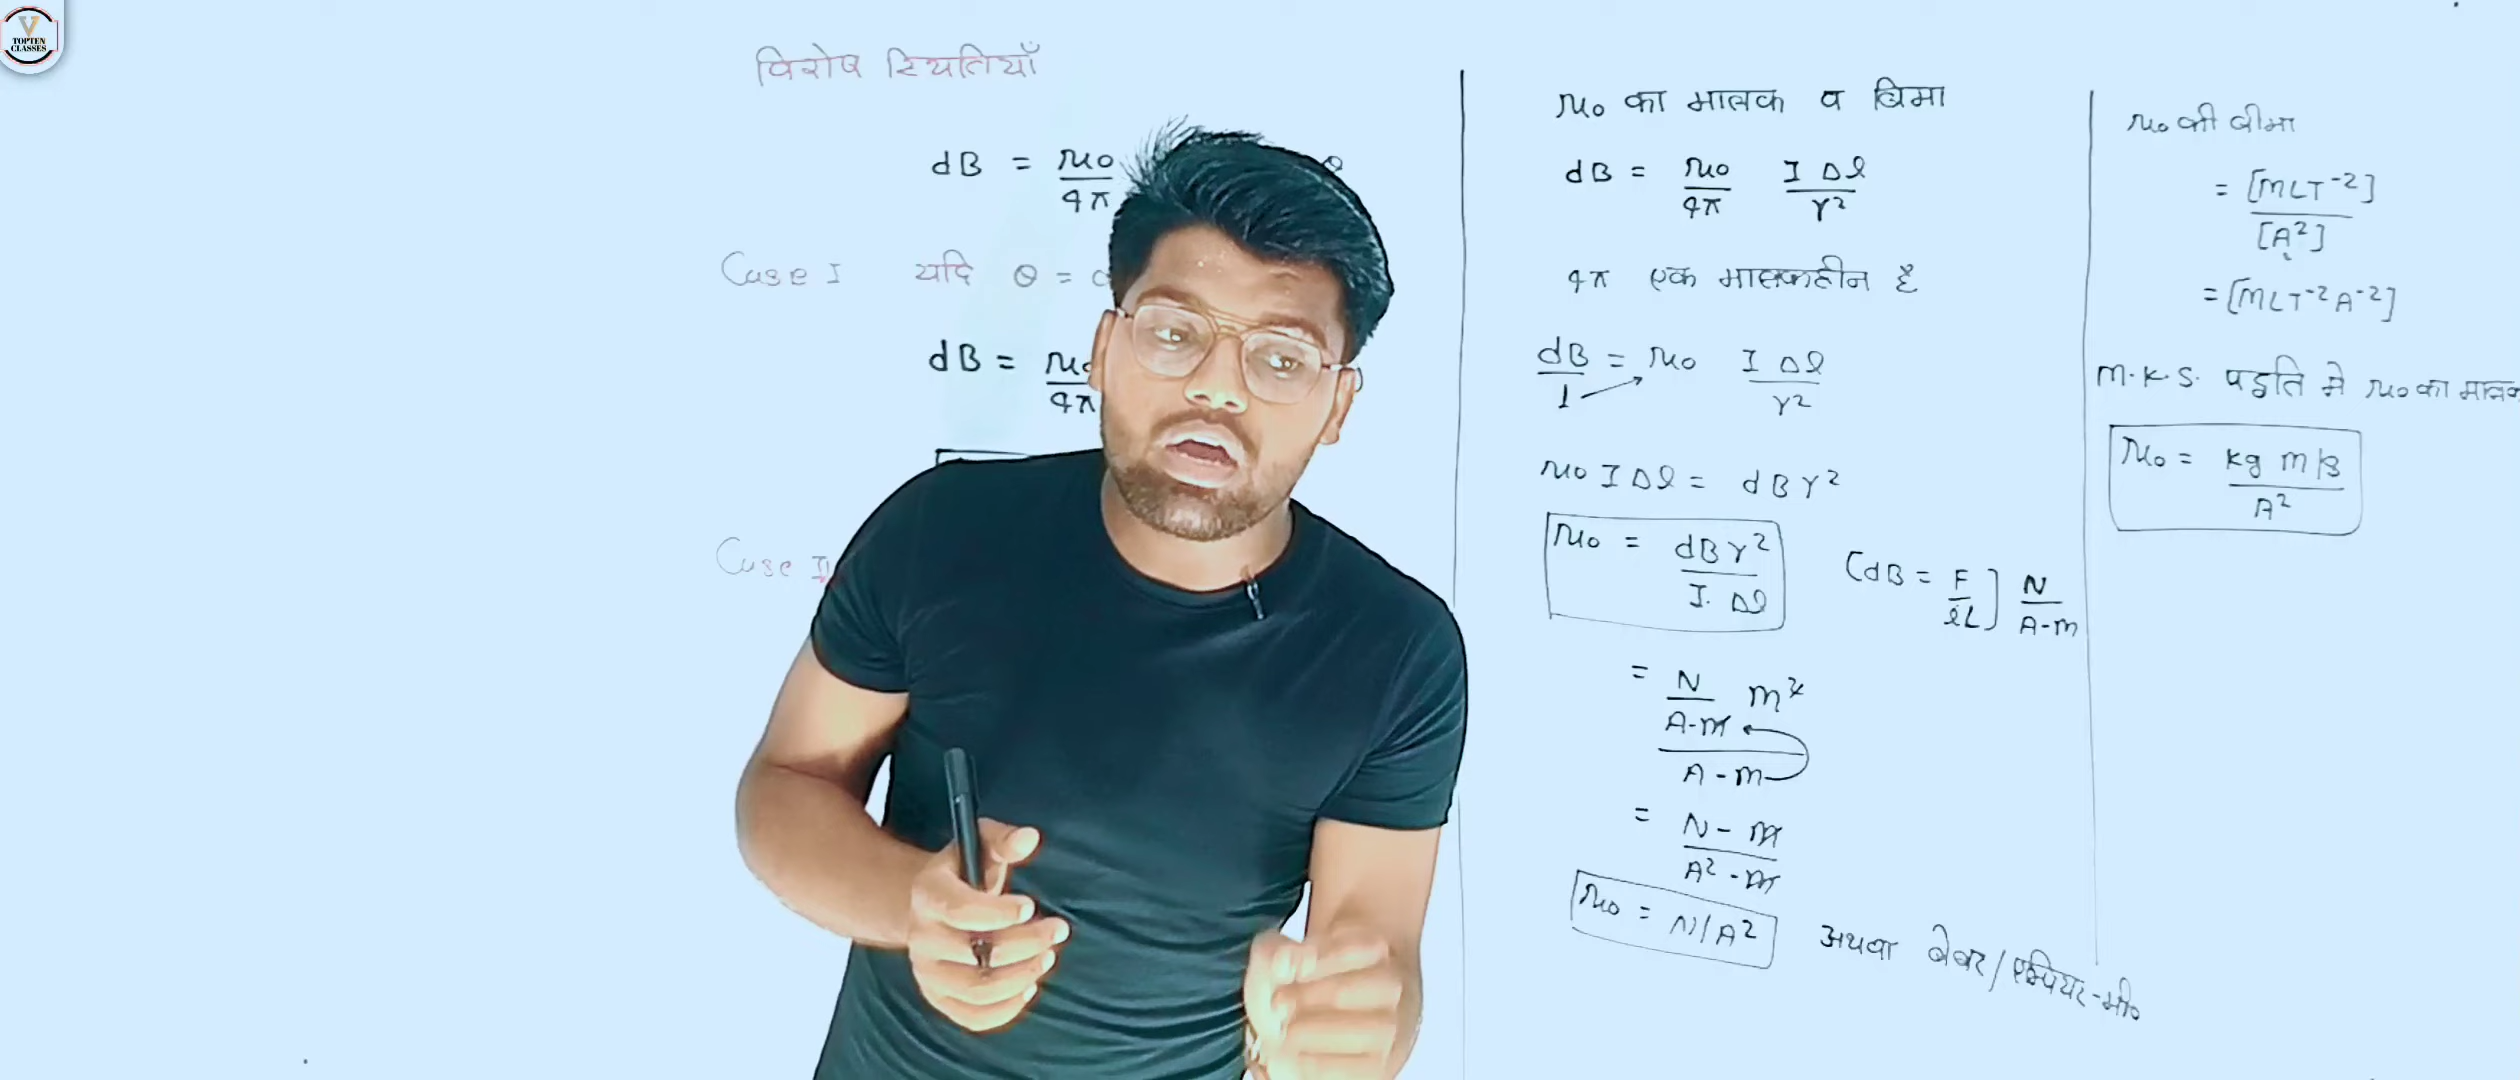 TOPTEN
CLASSES
विशेष स्थितियाँ
dB = μ₀/4π
Case I यदि θ = 0
dB = μ₀/4π
Case II
μ₀ का मात्रक व विमा
dB = μ₀/4π I Δl/r²
4π एक मात्रकहीन है
dB/1 = μ₀ I Δl/r²
μ₀ I Δl = dB r²
μ₀ = dB r²/I. Δl
[dB = F/iL] N/A-m
= N/A-m m²/A-m
= N-m/A²-m
μ₀ = N/A² अथवा वेबर/एम्पियर-मी०
μ₀ की वीमा
= [MLT⁻²]/[A²]
= [MLT⁻²A⁻²]
M.K.S. पद्धति मे μ₀ का मात्रक